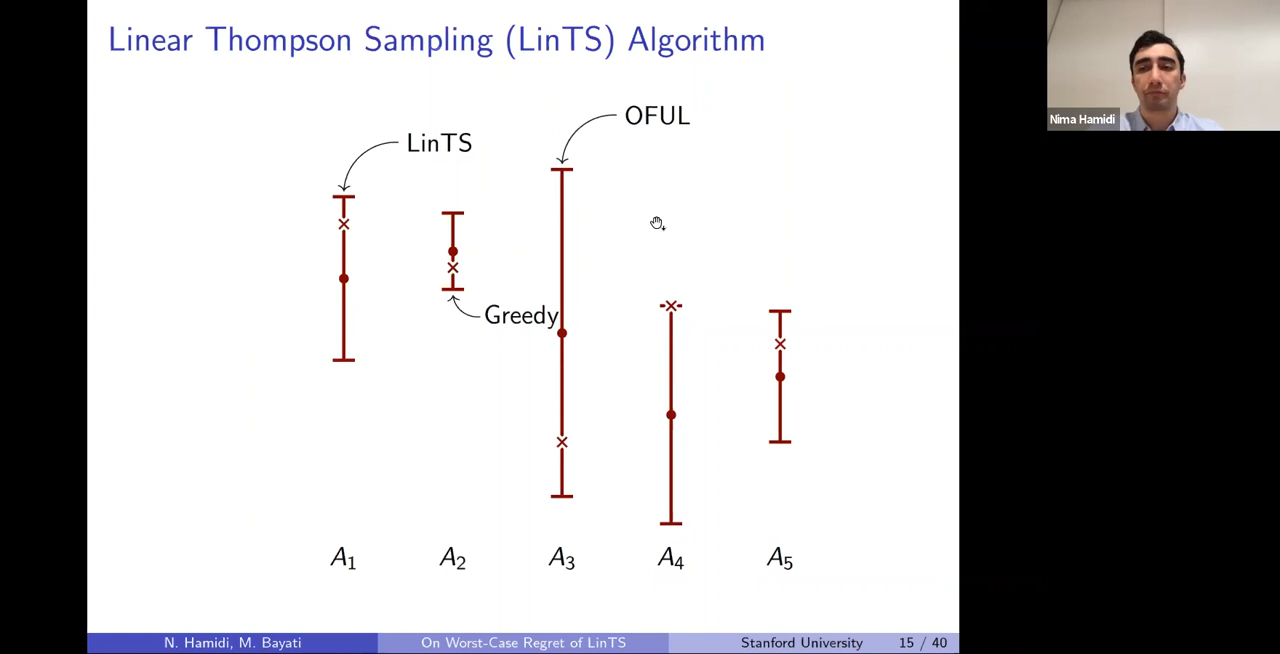 Linear Thompson Sampling (LinTS) Algorithm
OFUL
LinTS
Greedy
A1 A2 A3 A4 A5
N. Hamidi, M. Bayati On Worst-Case Regret of LinTS Stanford University 15 / 40
Nima Hamidi